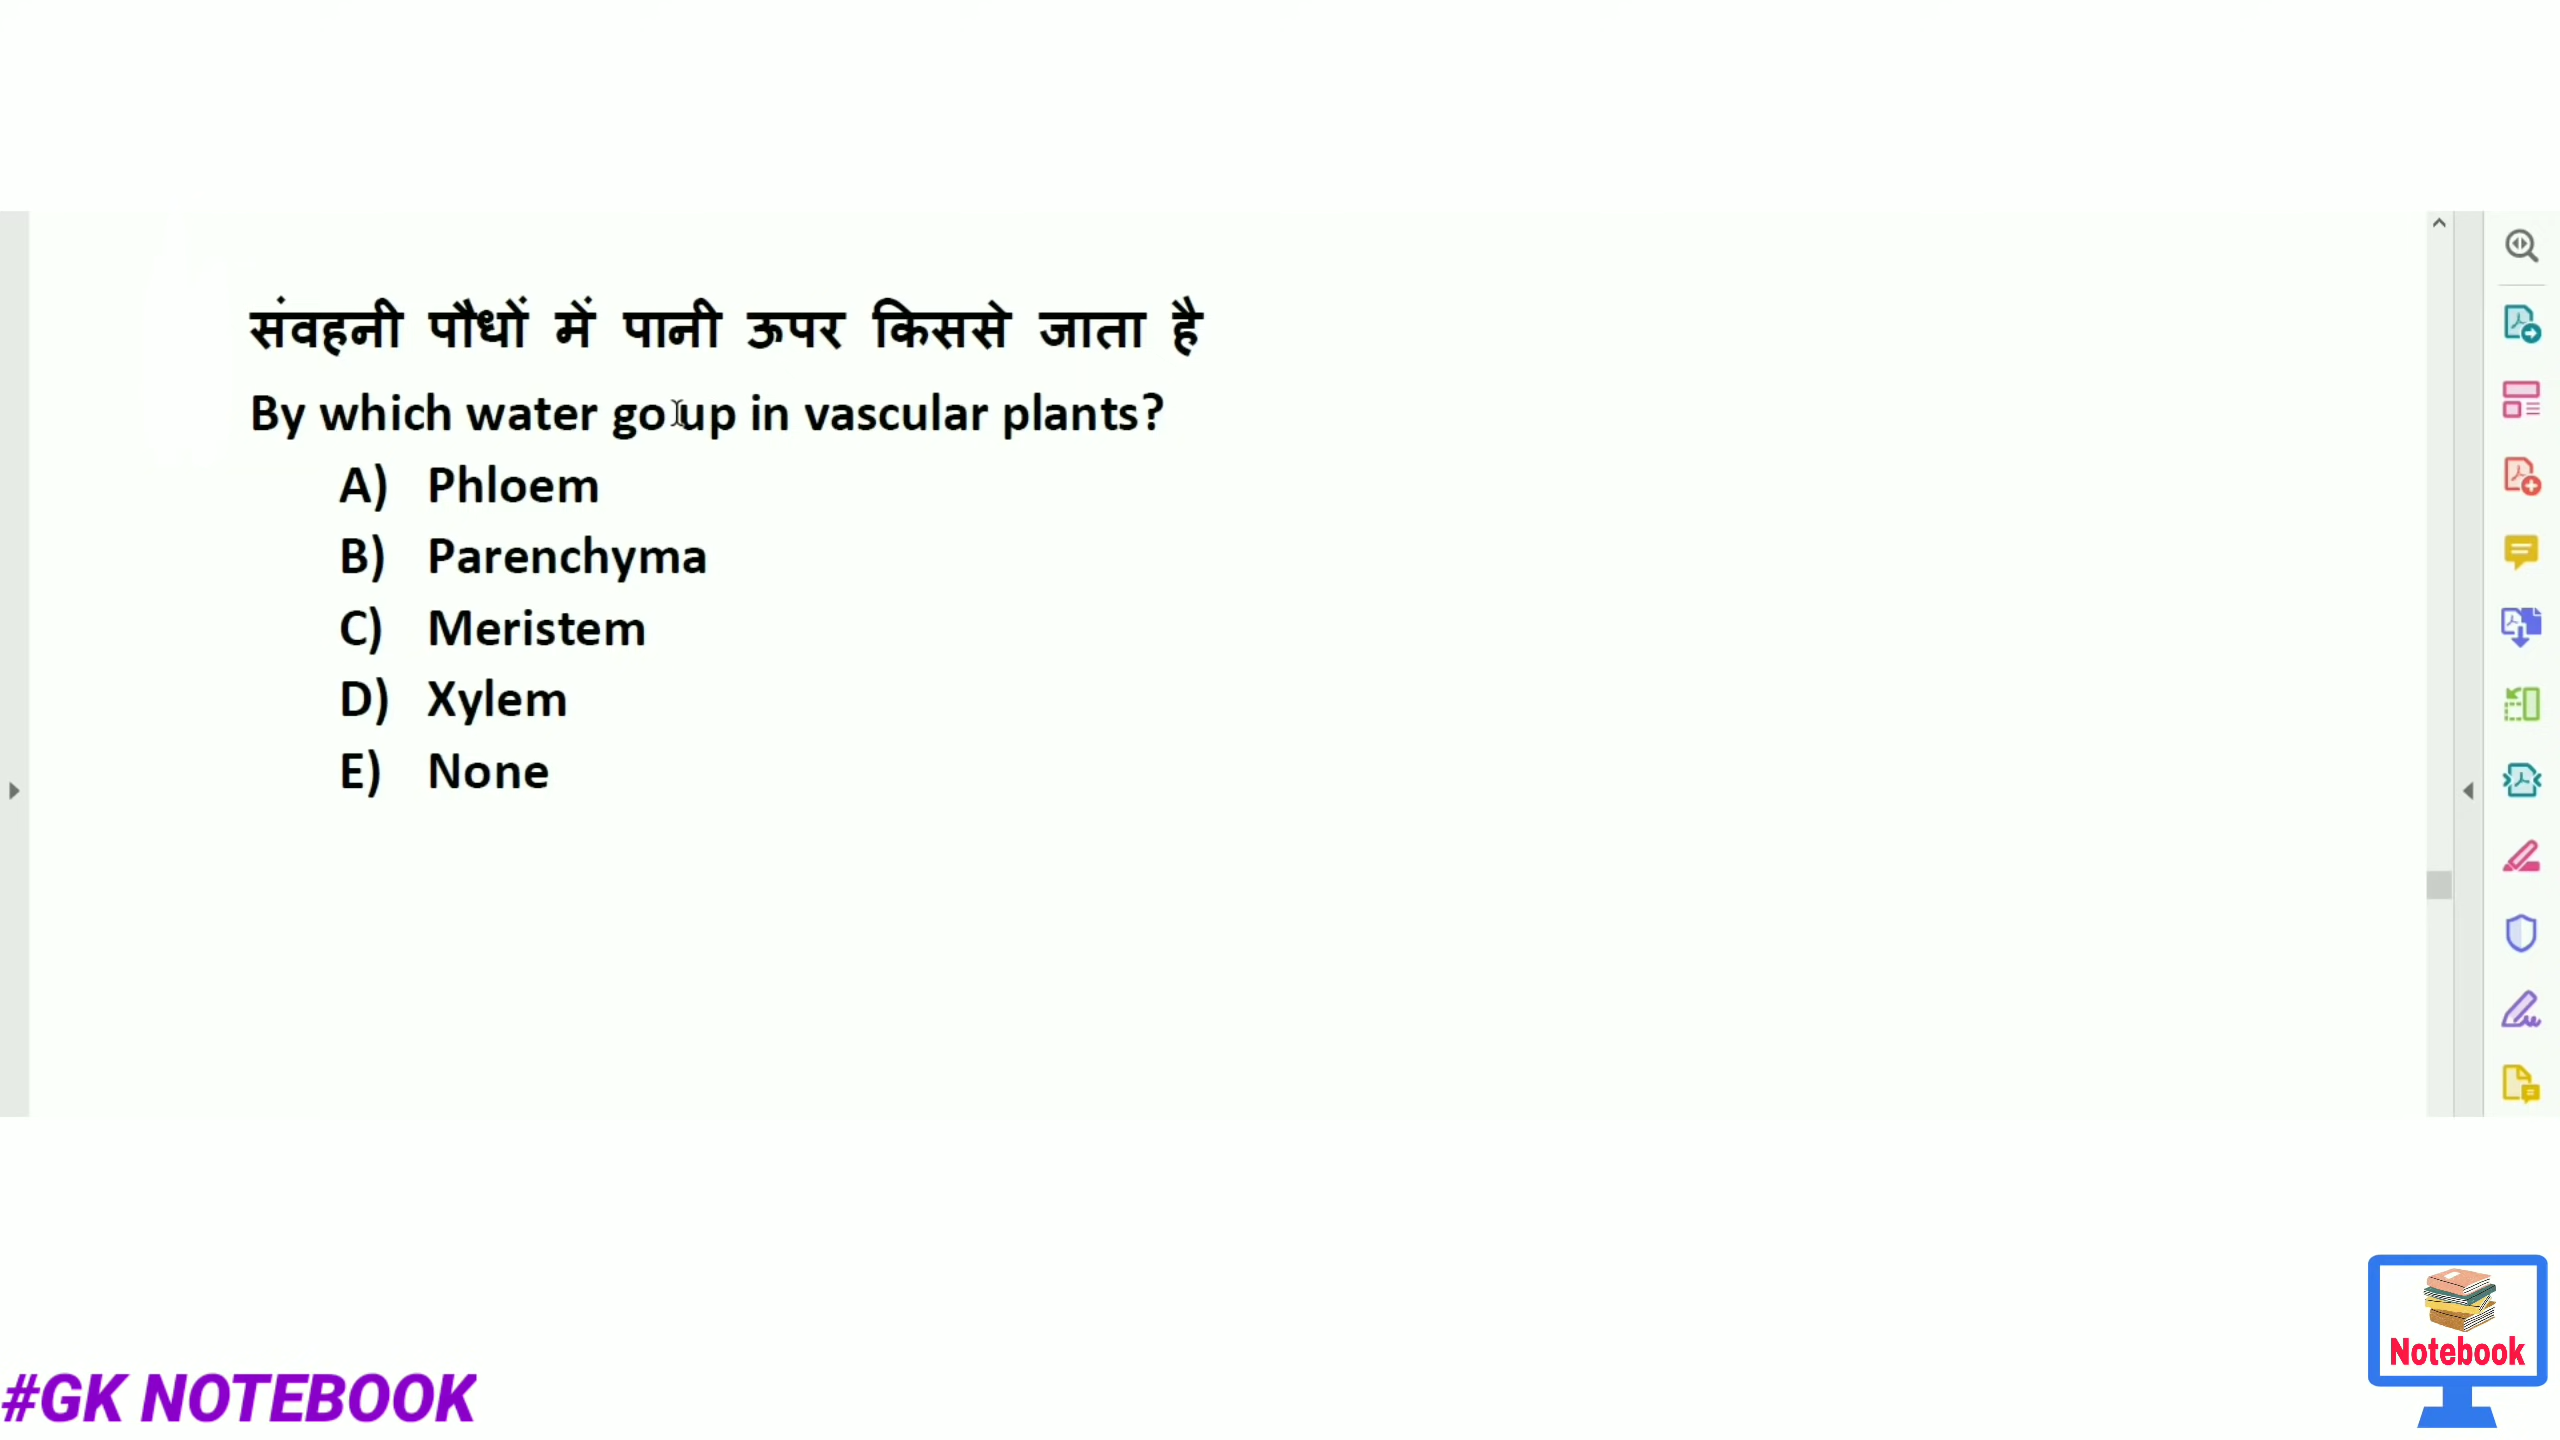 संवहनी पौधों में पानी ऊपर किससे जाता है
By which water go up in vascular plants?
A) Phloem
B) Parenchyma
C) Meristem
D) Xylem
E) None
Notebook
#GK NOTEBOOK